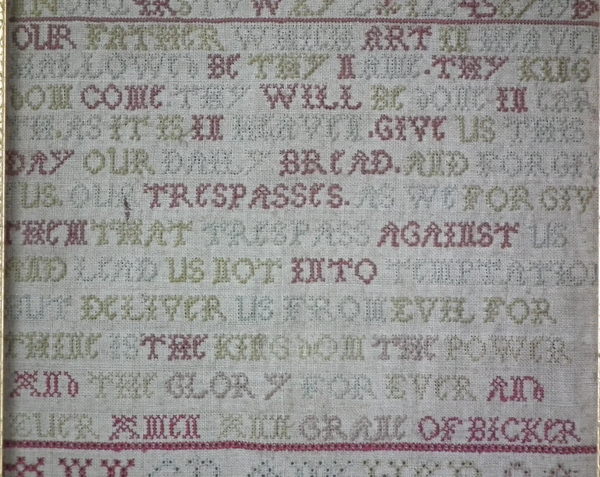 OUR FATHER WHICH ART IN HEAVEN
HALLOWED BE THY NAME. THY KING
DOM COME. THY WILL BE DONE IN EAR
TH. AS IT IS IN HEAVEN. GIVE US THIS
DAY OUR DAILY BREAD. AND FORGIVE
US. OUR TRESPASSES. AS WE FORGIV
THEM THAT TRESPASS AGAINST US
AND LEAD US NOT INTO TEMPTATION
BUT DELIVER US FROM EVIL FOR
THINE IS THE KINGDOM THE POWER
AND THE GLORY FOR EVER AND
EVER AMEN ANN GRAME OF BICKER